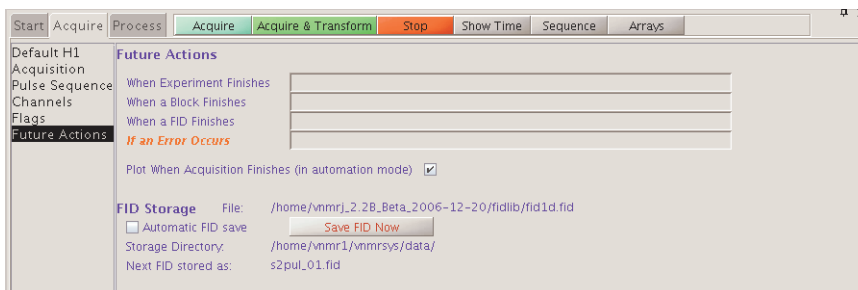 Start Acquire Process Acquire Acquire & Transform Stop Show Time Sequence Arrays
Default H1
Acquisition
Pulse Sequence
Channels
Flags
Future Actions
Future Actions
When Experiment Finishes
When a Block Finishes
When a FID Finishes
If an Error Occurs
Plot When Acquisition Finishes (in automation mode)
FID Storage File: /home/vnmrj_2.2B_Beta_2006-12-20/fidlib/fid1d.fid
Automatic FID save Save FID Now
Storage Directory: /home/vnmr1/vnmrsys/data/
Next FID stored as: s2pul_01.fid